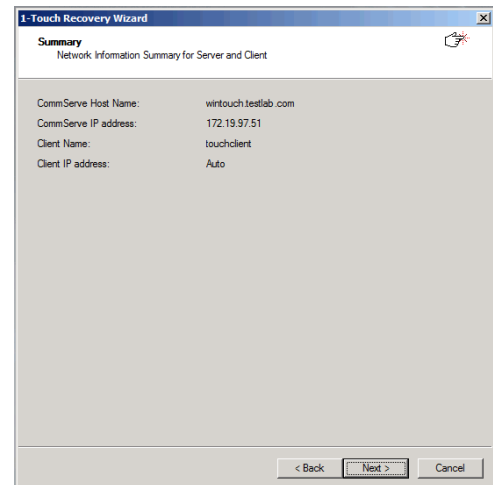 1-Touch Recovery Wizard
Summary
Network Information Summary for Server and Client
CommServe Host Name: wintouch.testlab.com
CommServe IP address: 172.19.97.51
Client Name: touchclient
Client IP address: Auto
< Back Next > Cancel